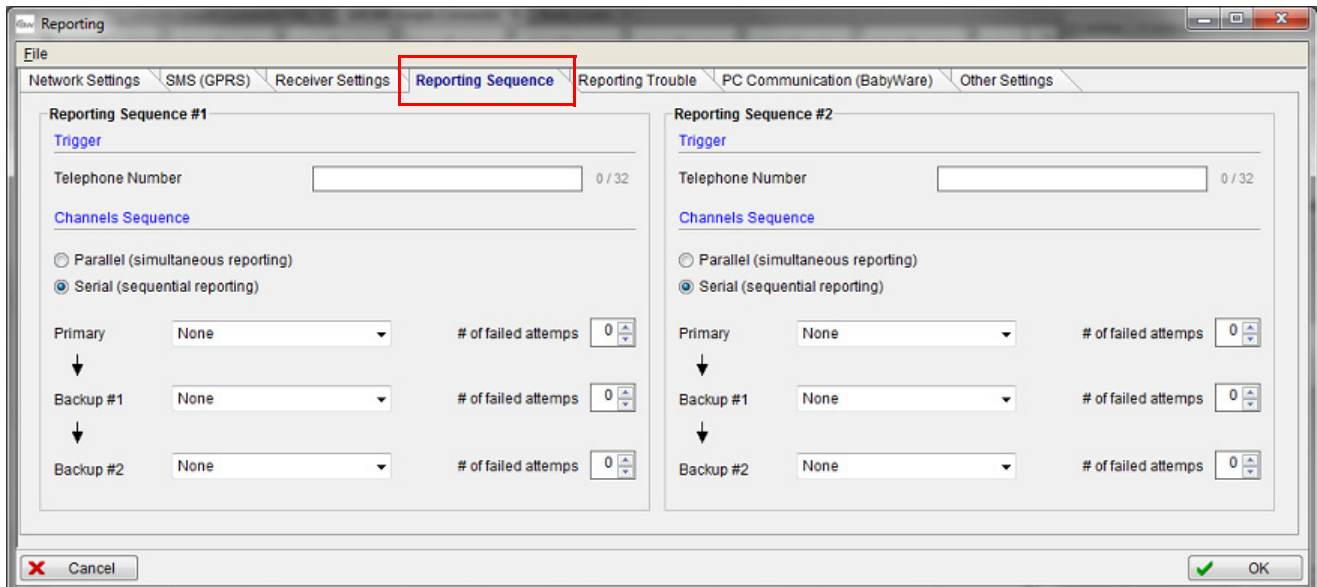 Reporting
File
Network Settings SMS (GPRS) Receiver Settings Reporting Sequence Reporting Trouble PC Communication (BabyWare) Other Settings
Reporting Sequence #1
Trigger
Telephone Number 0 / 32
Channels Sequence
Parallel (simultaneous reporting)
Serial (sequential reporting)
Primary None # of failed attemps 0
Backup #1 None # of failed attemps 0
Backup #2 None # of failed attemps 0
Reporting Sequence #2
Trigger
Telephone Number 0 / 32
Channels Sequence
Parallel (simultaneous reporting)
Serial (sequential reporting)
Primary None # of failed attemps 0
Backup #1 None # of failed attemps 0
Backup #2 None # of failed attemps 0
Cancel OK